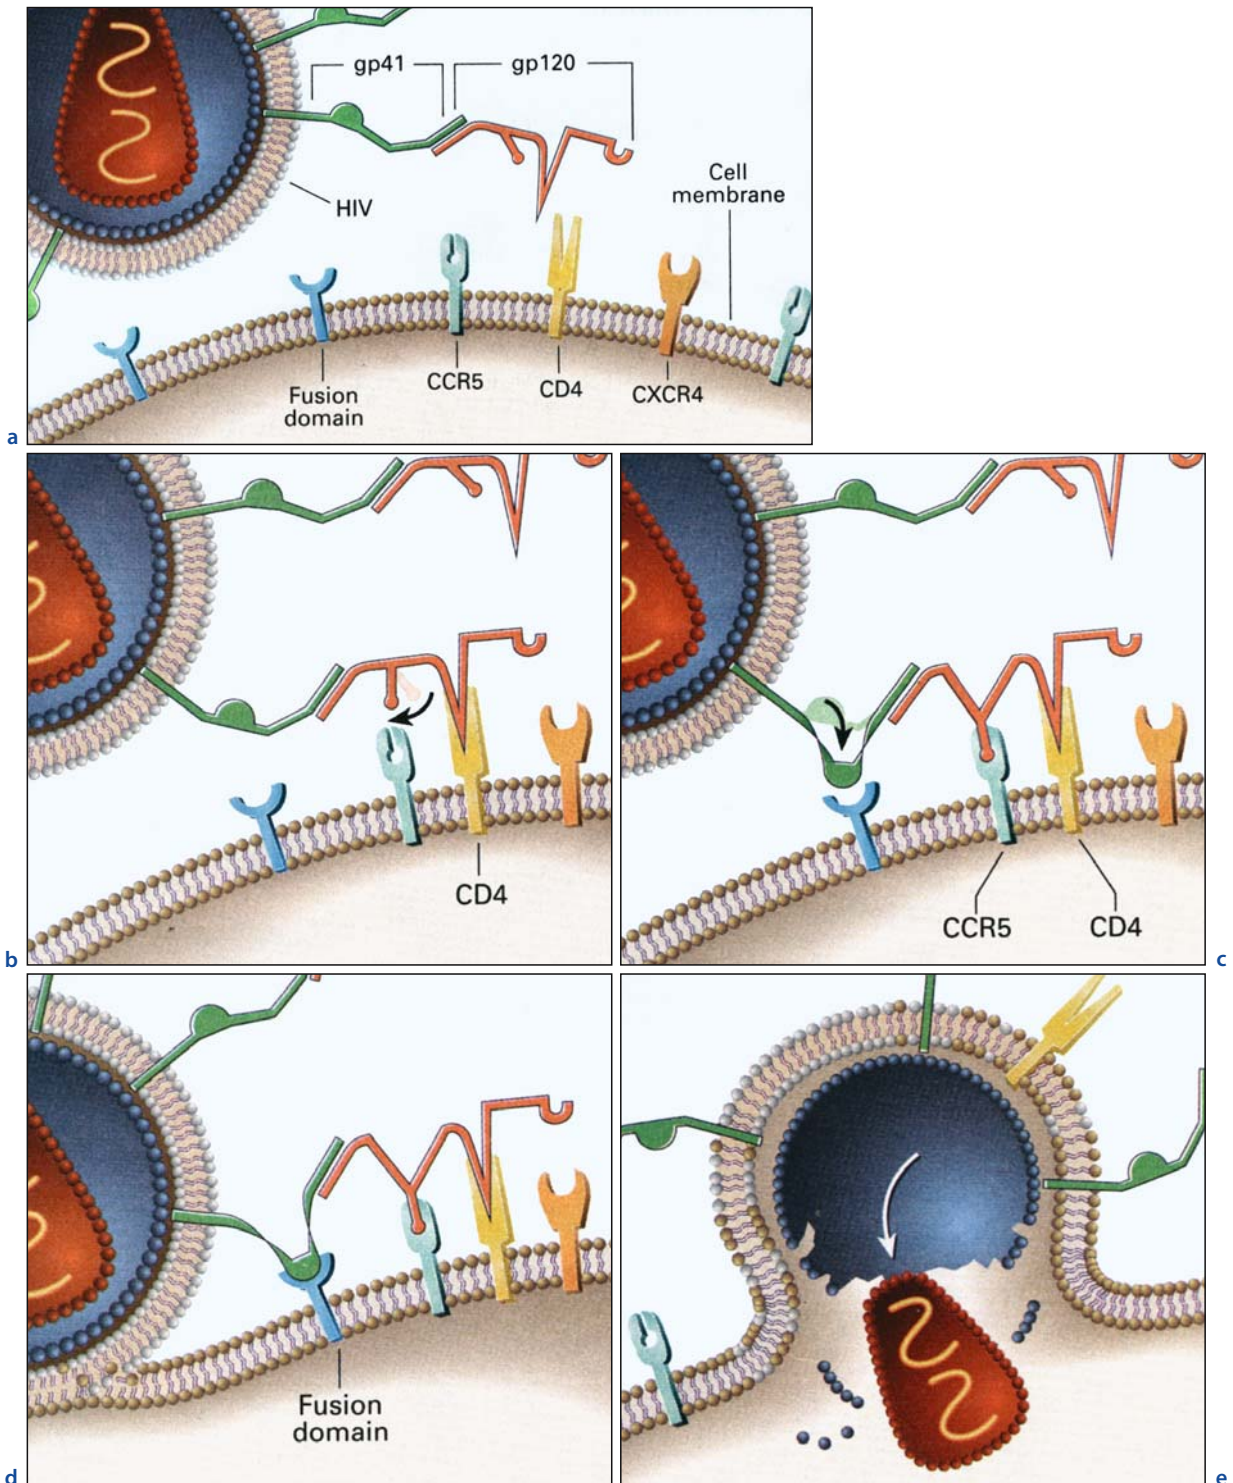 gp41
gp120
HIV
Cell
membrane
Fusion
domain
CCR5
CD4
CXCR4
a
CD4
b
CCR5
CD4
c
Fusion
domain
d
e